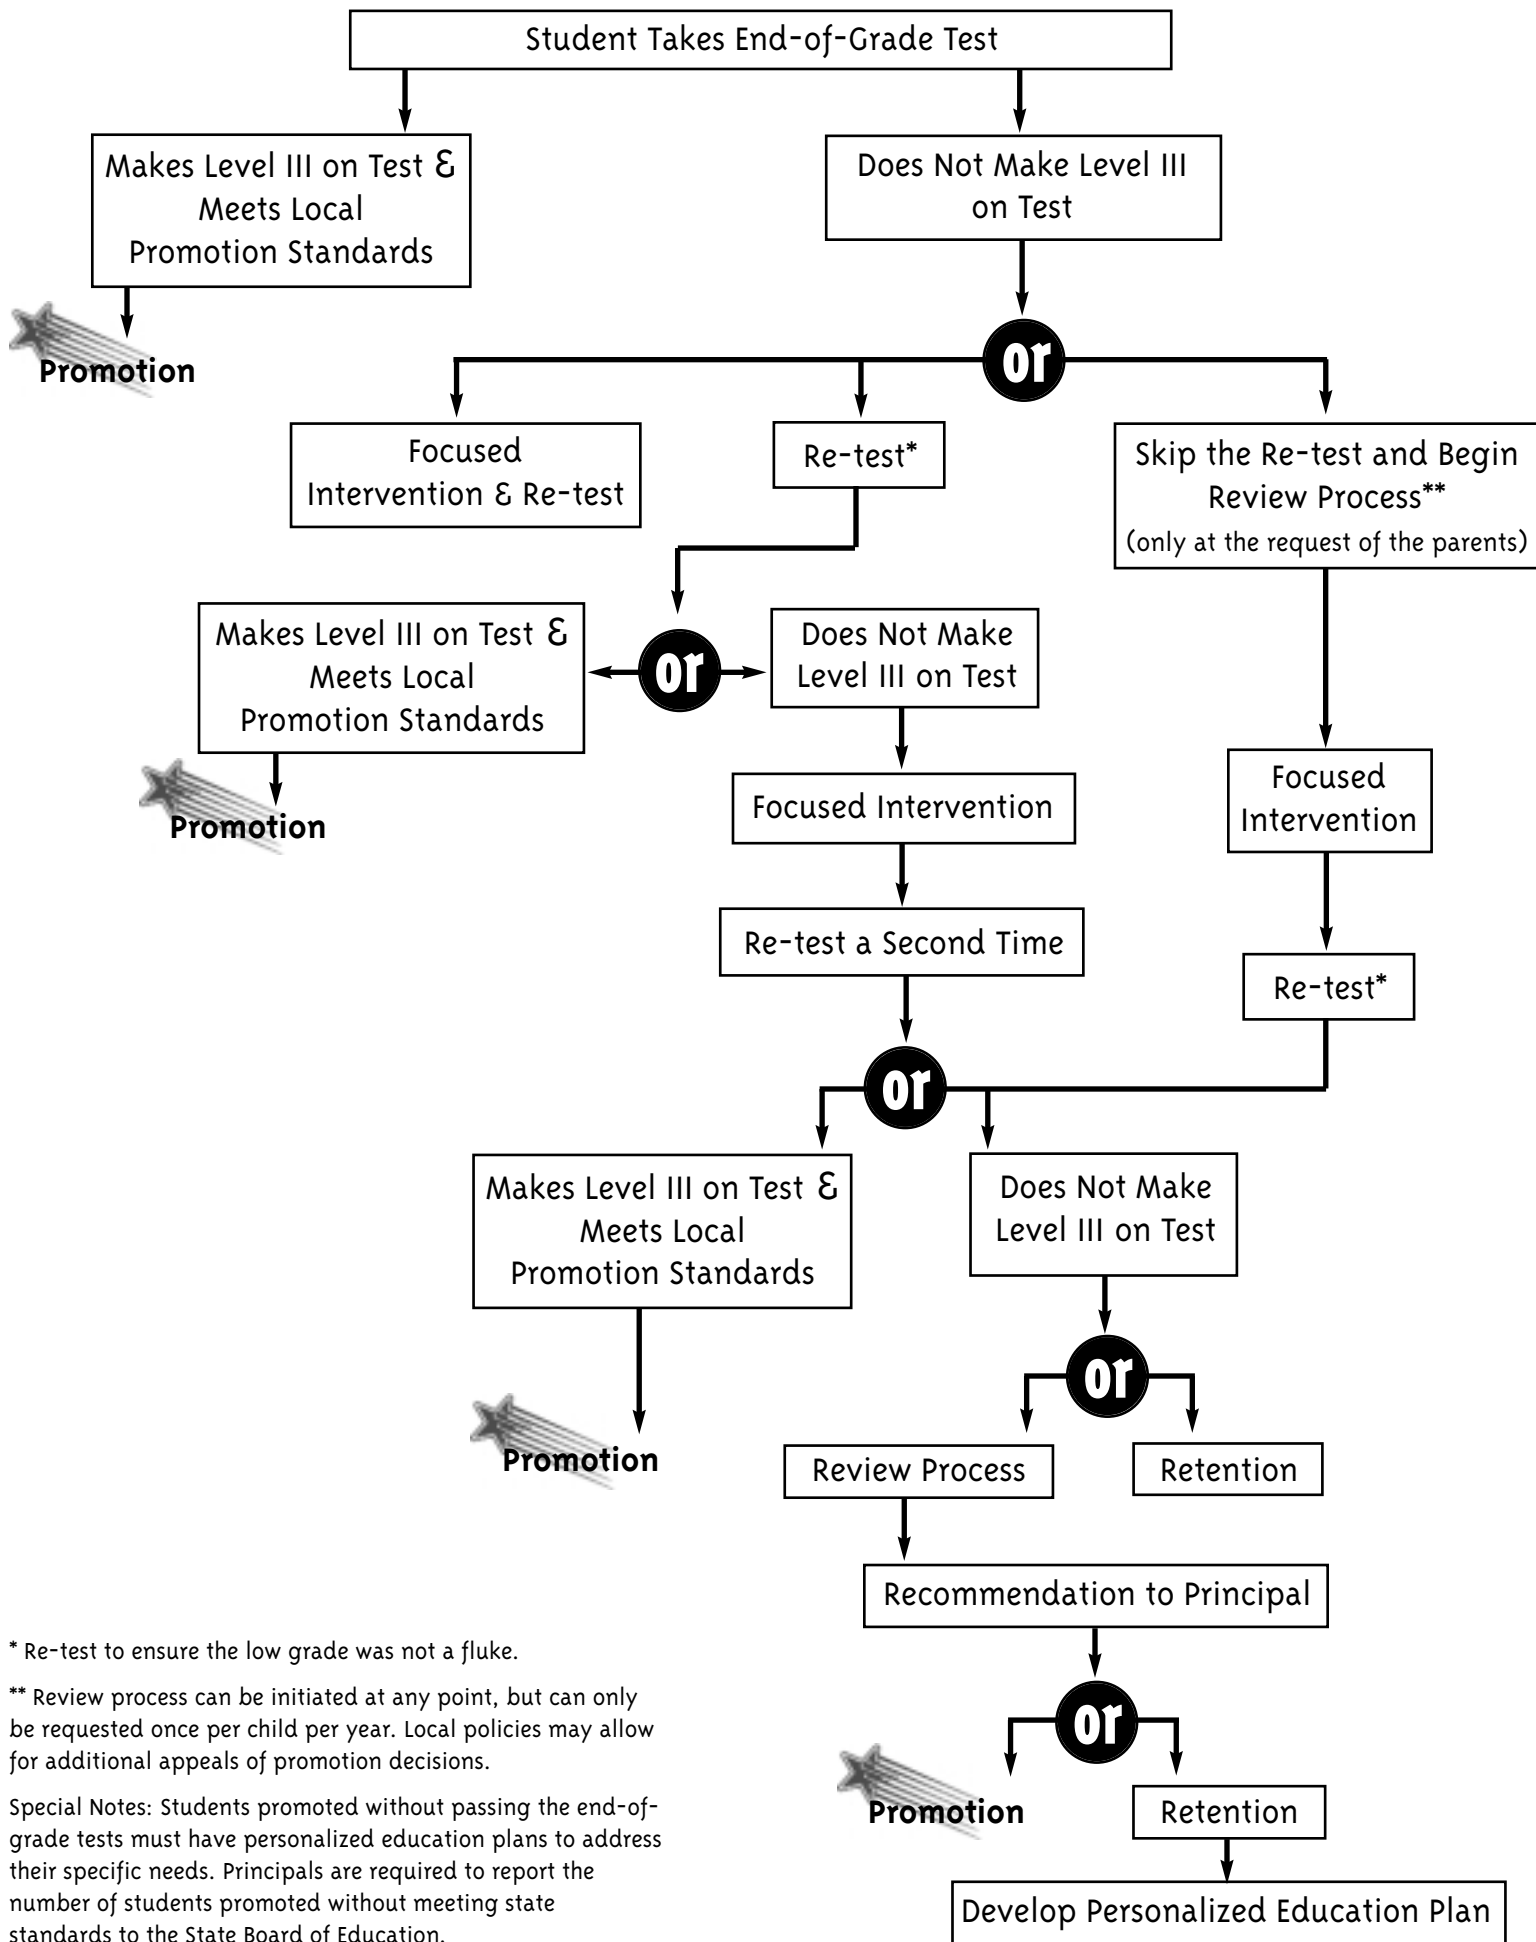 Student Takes End-of-Grade Test
Makes Level III on Test &
Meets Local
Promotion Standards
Does Not Make Level III
on Test
Promotion
or
Focused
Intervention & Re-test
Re-test*
Skip the Re-test and Begin
Review Process**
(only at the request of the parents)
Makes Level III on Test &
Meets Local
Promotion Standards
or
Does Not Make
Level III on Test
Promotion
Focused Intervention
Focused
Intervention
Re-test a Second Time
Re-test*
or
Makes Level III on Test &
Meets Local
Promotion Standards
Does Not Make
Level III on Test
or
Promotion
Review Process
Retention
Recommendation to Principal
or
Promotion
Retention
Develop Personalized Education Plan
* Re-test to ensure the low grade was not a fluke.
** Review process can be initiated at any point, but can only
be requested once per child per year. Local policies may allow
for additional appeals of promotion decisions.
Special Notes: Students promoted without passing the end-of-
grade tests must have personalized education plans to address
their specific needs. Principals are required to report the
number of students promoted without meeting state
standards to the State Board of Education.